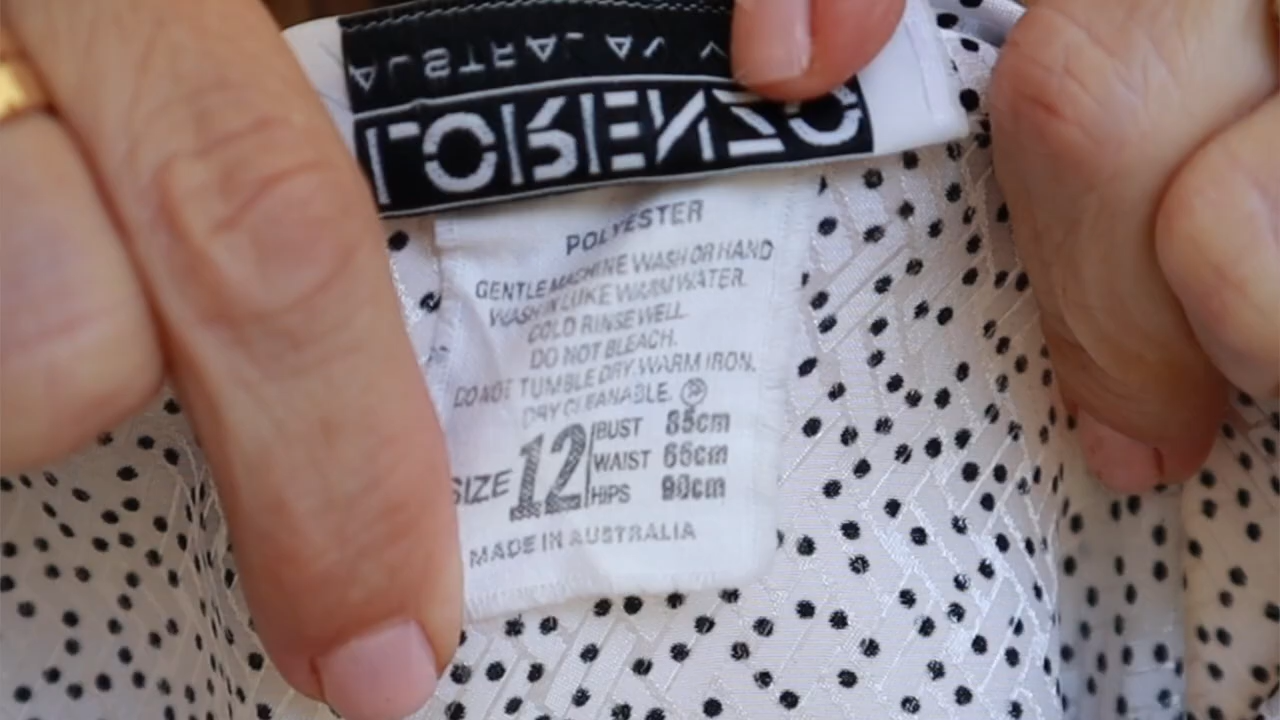 LORENZO
POLYESTER
GENTLE MACHINE WASH OR HAND
WASH IN LUKE WARM WATER.
COLD RINSE WELL.
DO NOT BLEACH.
DO NOT TUMBLE DRY. WARM IRON.
DRY CLEANABLE. Ⓟ
SIZE 12
BUST 85cm
WAIST 65cm
HIPS 90cm
MADE IN AUSTRALIA